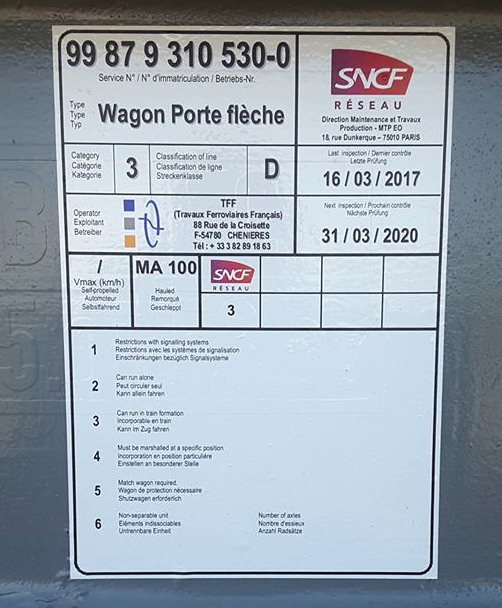 99 87 9 310 530-0
Service N° / N° d'immatriculation / Betriebs-Nr.
Type
Type
Typ
Wagon Porte flèche
SNCF
RÉSEAU
Direction Maintenance et Travaux
Production - MTP EO
18, rue Dunkerque – 75010 PARIS
Category
Catégorie
Kategorie
3
Classification of line
Classification de ligne
Streckenklasse
D
Last inspection / Dernier contrôle
Letzte Prüfung
16 / 03 / 2017
Operator
Exploitant
Betreiber
TFF
(Travaux Ferroviaires Français)
88 Rue de la Croisette
F-54780 CHENIERES
Tél : + 33 3 82 89 18 63
Next inspection / Prochain contrôle
Nächste Prüfung
31 / 03 / 2020
/
Vmax (km/h)
Self-propelled
Automoteur
Selbstfahrend
MA 100
Hauled
Remorqué
Geschleppt
SNCF
RÉSEAU
3
1
Restrictions with signalling systems
Restrictions avec les systèmes de signalisation
Einschränkungen bezüglich Signalsysteme
2
Can run alone
Peut circuler seul
Kann allein fahren
3
Can run in train formation
Incorporable en train
Kann im Zug fahren
4
Must be marshalled at a specific position
Incorporation en position particulière
Einstellen an besonderer Stelle
5
Match wagon required.
Wagon de protection nécessaire
Shutzwagen erforderlich
6
Non-separable unit
Eléments indissociables
Untrennbare Einheit
Number of axles
Nombre d'essieux
Anzahl Radsätze